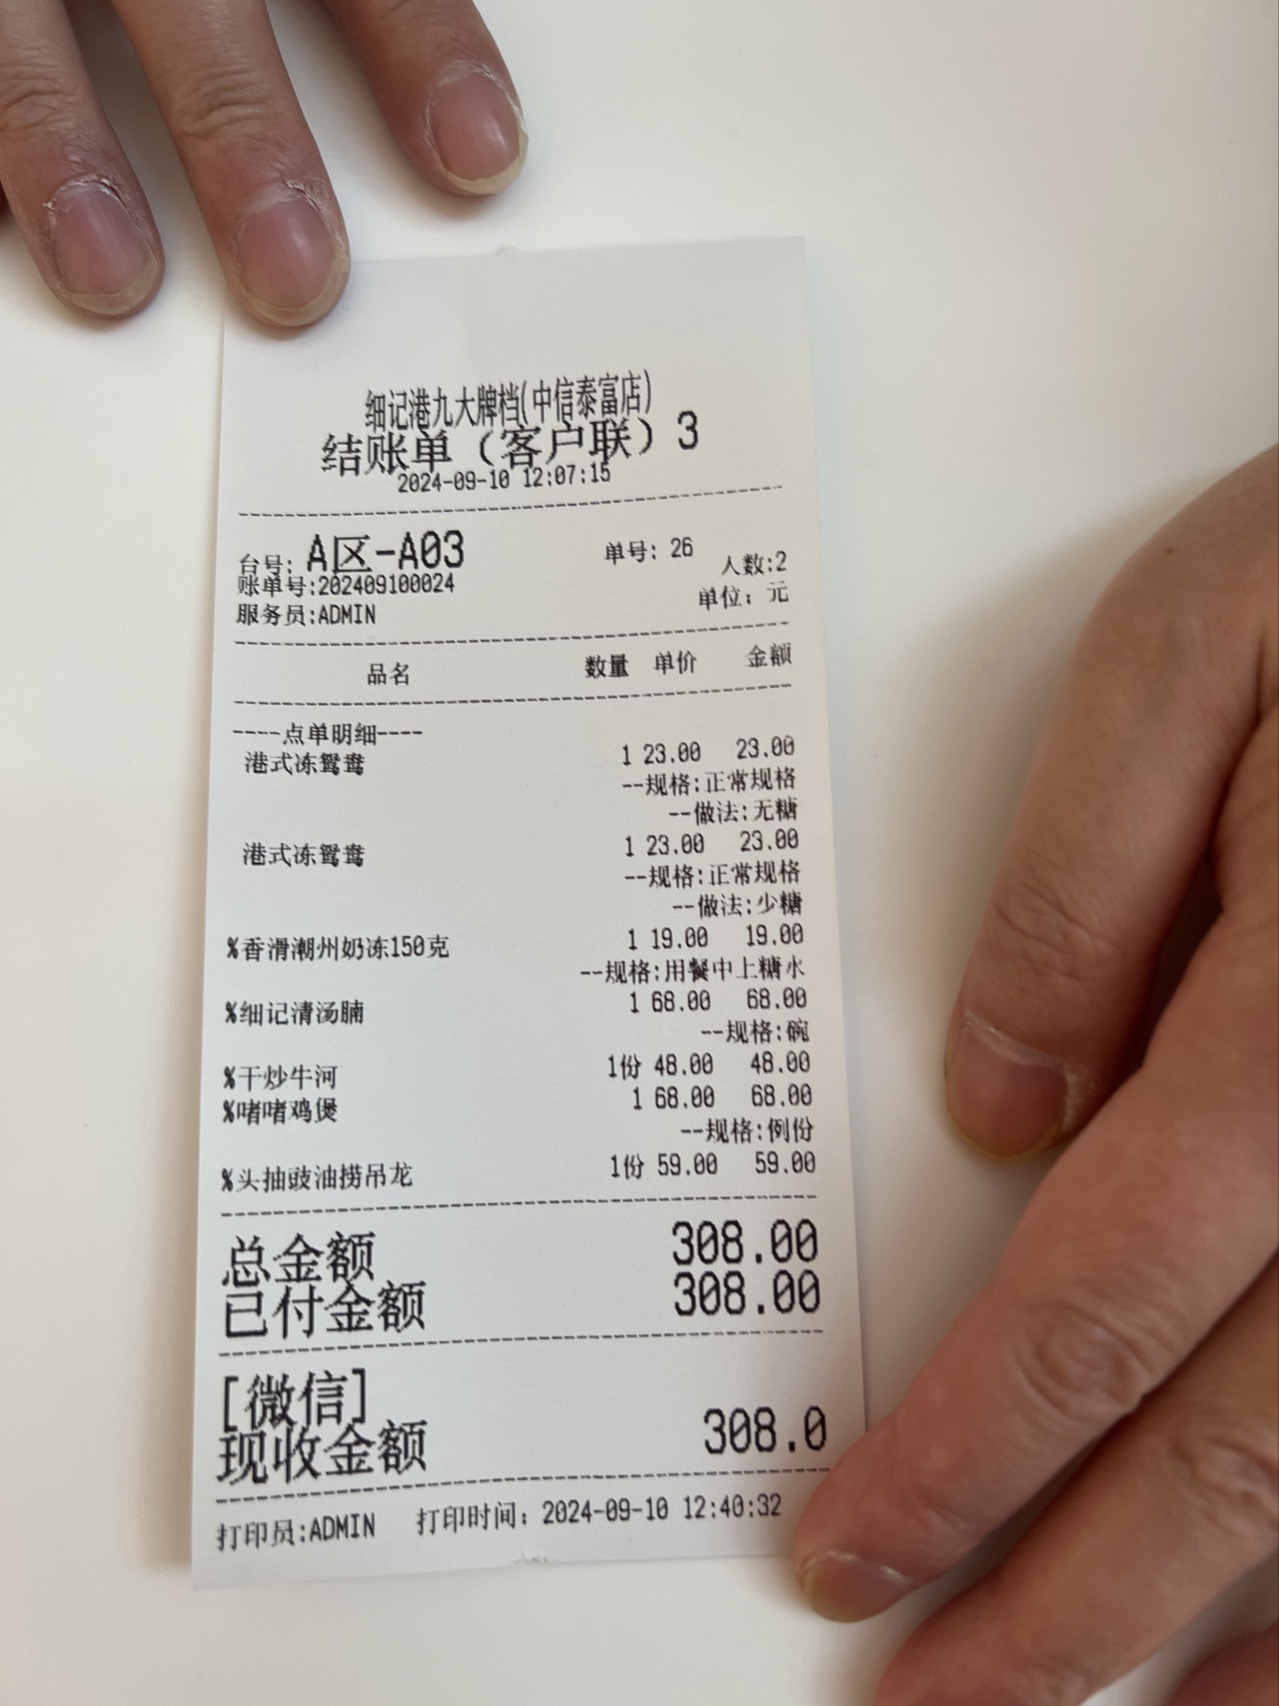 细记港九大牌档(中信泰富店)
结账单（客户联）3
2024-09-10 12:07:15
台号: A区-A03 单号: 26
账单号:202409100024 人数:2
服务员:ADMIN 单位: 元
品名 数量 单价 金额
----点单明细----
港式冻鸳鸯 1 23.00 23.00
--规格:正常规格
--做法:无糖
港式冻鸳鸯 1 23.00 23.00
--规格:正常规格
--做法:少糖
%香滑潮州奶冻150克 1 19.00 19.00
--规格:用餐中上糖水
%细记清汤腩 1 68.00 68.00
--规格:碗
%干炒牛河 1份 48.00 48.00
%啫啫鸡煲 1 68.00 68.00
--规格:例份
%头抽豉油捞吊龙 1份 59.00 59.00
总金额 308.00
已付金额 308.00
[微信]
现收金额 308.0
打印员:ADMIN 打印时间: 2024-09-10 12:40:32